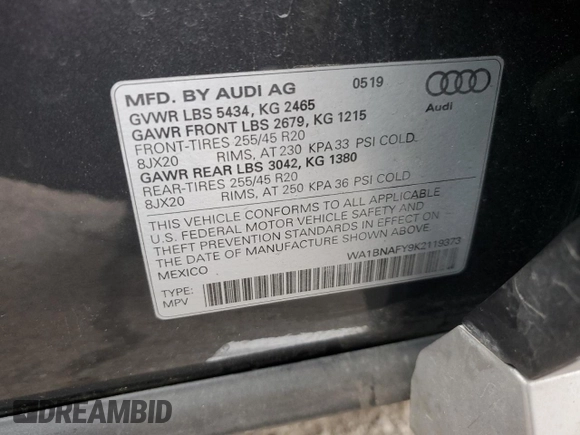 MFD. BY AUDI AG 0519
GVWR LBS 5434, KG 2465
GAWR FRONT LBS 2679, KG 1215
FRONT-TIRES 255/45 R20
8JX20 RIMS, AT 230 KPA 33 PSI COLD.
GAWR REAR LBS 3042, KG 1380
REAR-TIRES 255/45 R20
8JX20 RIMS, AT 250 KPA 36 PSI COLD
Audi
THIS VEHICLE CONFORMS TO ALL APPLICABLE
U.S. FEDERAL MOTOR VEHICLE SAFETY AND
THEFT PREVENTION STANDARDS IN EFFECT ON
THE DATE OF MANUFACTURE SHOWN ABOVE.
MEXICO WA1BNAFY9K2119373
TYPE:
MPV
DREAMBID